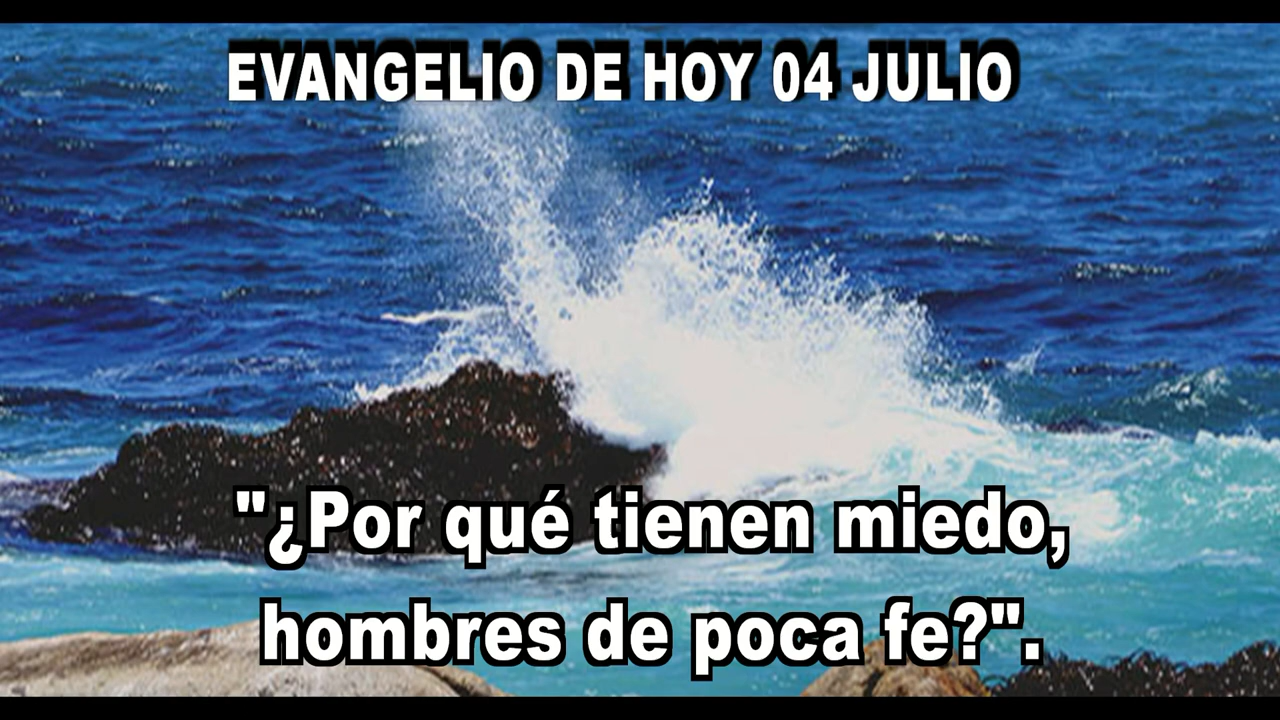 EVANGELIO DE HOY 04 JULIO
"¿Por qué tienen miedo,
hombres de poca fe?".